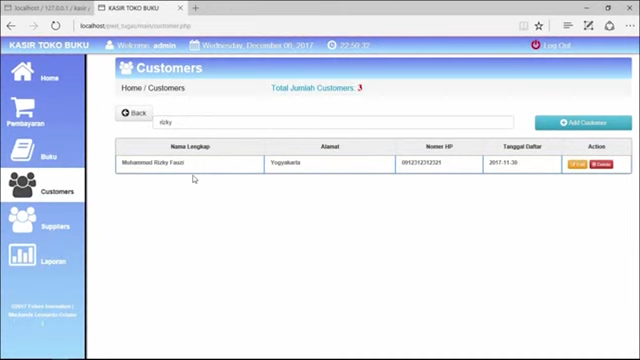 localhost / 127.0.0.1 / kasir
KASIR TOKO BUKU
localhost/pwd_tugas/main/customer.php
KASIR TOKO BUKU
Welcome, admin
Wednesday, December 06, 2017
22:50:32
Log Out
Home
Pembayaran
Buku
Customers
Suppliers
Laporan
Customers
Home / Customers
Total Jumlah Customers: 3
Back
rizky
Add Customer
Nama Lengkap
Alamat
Nomer HP
Tanggal Daftar
Action
Muhammad Rizky Fauzi
Yogyakarta
0912312312321
2017-11-30
Edit
Delete